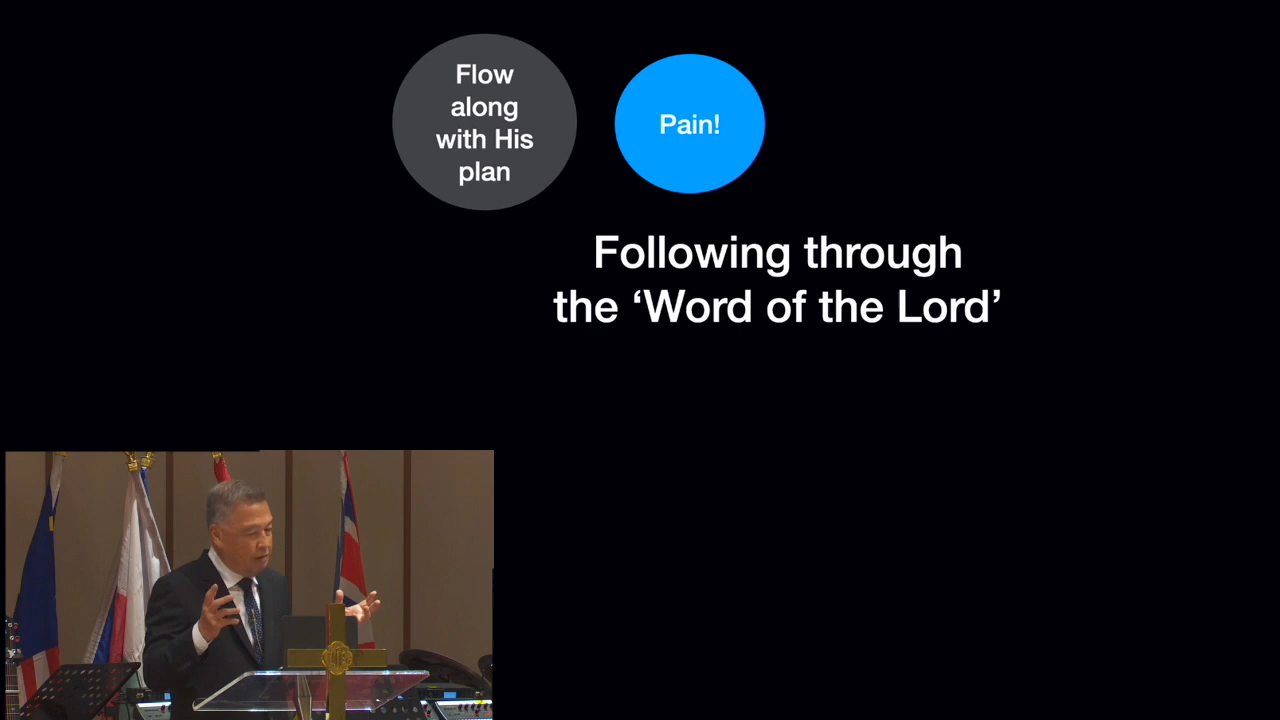 Flow
along
with His
plan
Pain!
Following through
the ‘Word of the Lord’